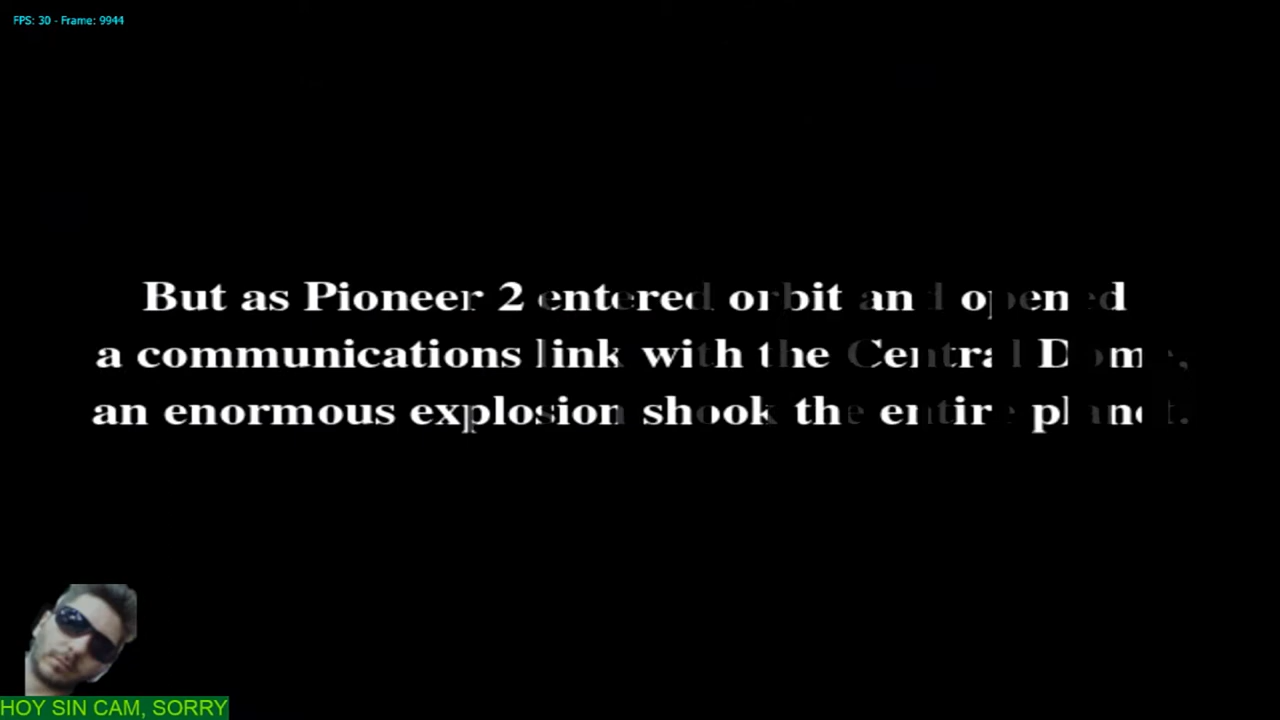 FPS: 30 - Frame: 9944
But as Pioneer 2 entered orbit and opened
a communications link with the Central Dome,
an enormous explosion shook the entire planet.
HOY SIN CAM, SORRY